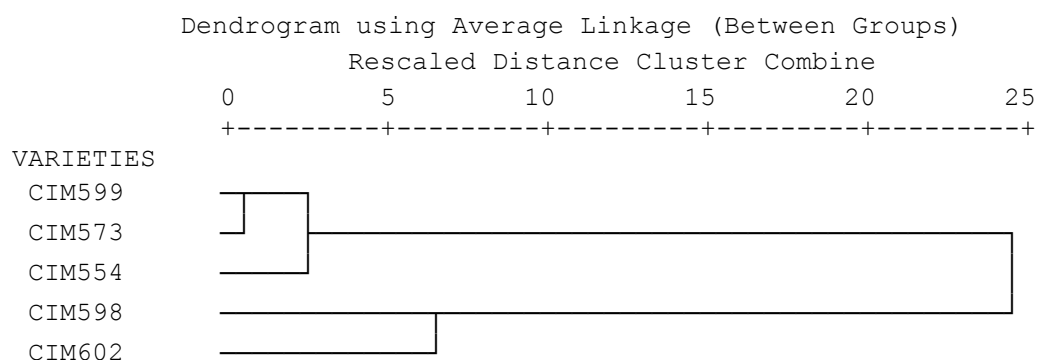 Dendrogram using Average Linkage (Between Groups)
Rescaled Distance Cluster Combine
0 5 10 15 20 25
+---------+---------+---------+---------+---------+
VARIETIES
CIM599
CIM573
CIM554
CIM598
CIM602